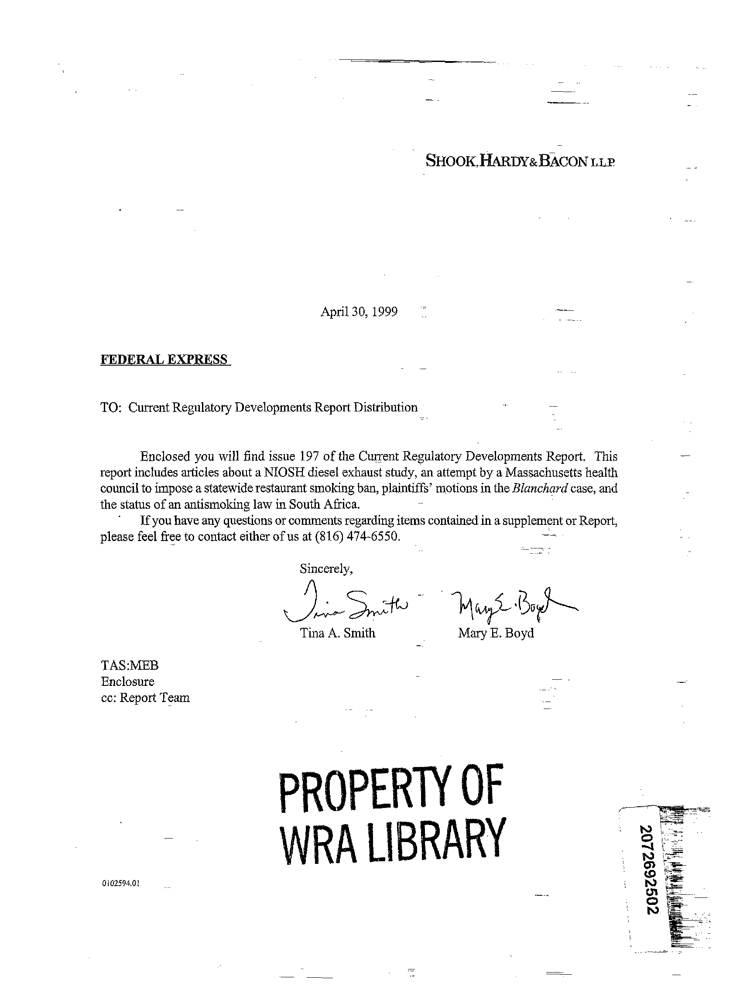 SHOOK, HARDY & BACON LLP
April 30, 1999
FEDERAL EXPRESS
TO: Current Regulatory Developments Report Distribution
Enclosed you will find issue 197 of the Current Regulatory Developments Report. This
report includes articles about a NIOSH diesel exhaust study, an attempt by a Massachusetts health
council to impose a statewide restaurant smoking ban, plaintiffs' motions in the Blanchard case, and
the status of an antismoking law in South Africa.
If you have any questions or comments regarding items contained in a supplement or Report,
please feel free to contact either of us at (816) 474-6550.
Sincerely,
Tina Smith Mary E. Boyd
Tina A. Smith Mary E. Boyd
TAS:MEB
Enclosure
cc: Report Team
PROPERTY OF
WRA LIBRARY
2072692502
0102594.01